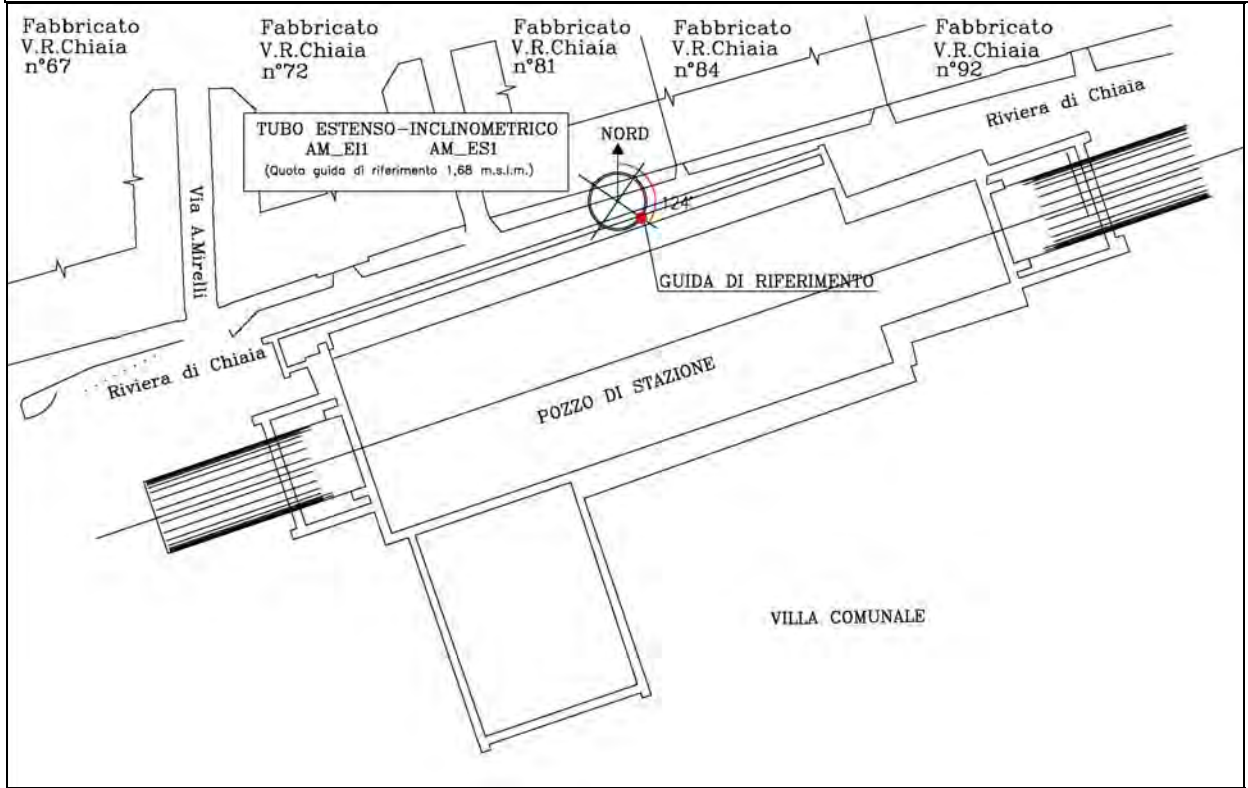 Fabbricato
V.R.Chiaia
n°67
Fabbricato
V.R.Chiaia
n°72
Fabbricato
V.R.Chiaia
n°81
Fabbricato
V.R.Chiaia
n°84
Fabbricato
V.R.Chiaia
n°92
TUBO ESTENSO-INCLINOMETRICO
AM_EI1 AM_ES1
(Quota guida di riferimento 1,68 m.s.l.m.)
NORD
124°
Riviera di Chiaia
Via A.Mirelli
GUIDA DI RIFERIMENTO
Riviera di Chiaia
POZZO DI STAZIONE
VILLA COMUNALE